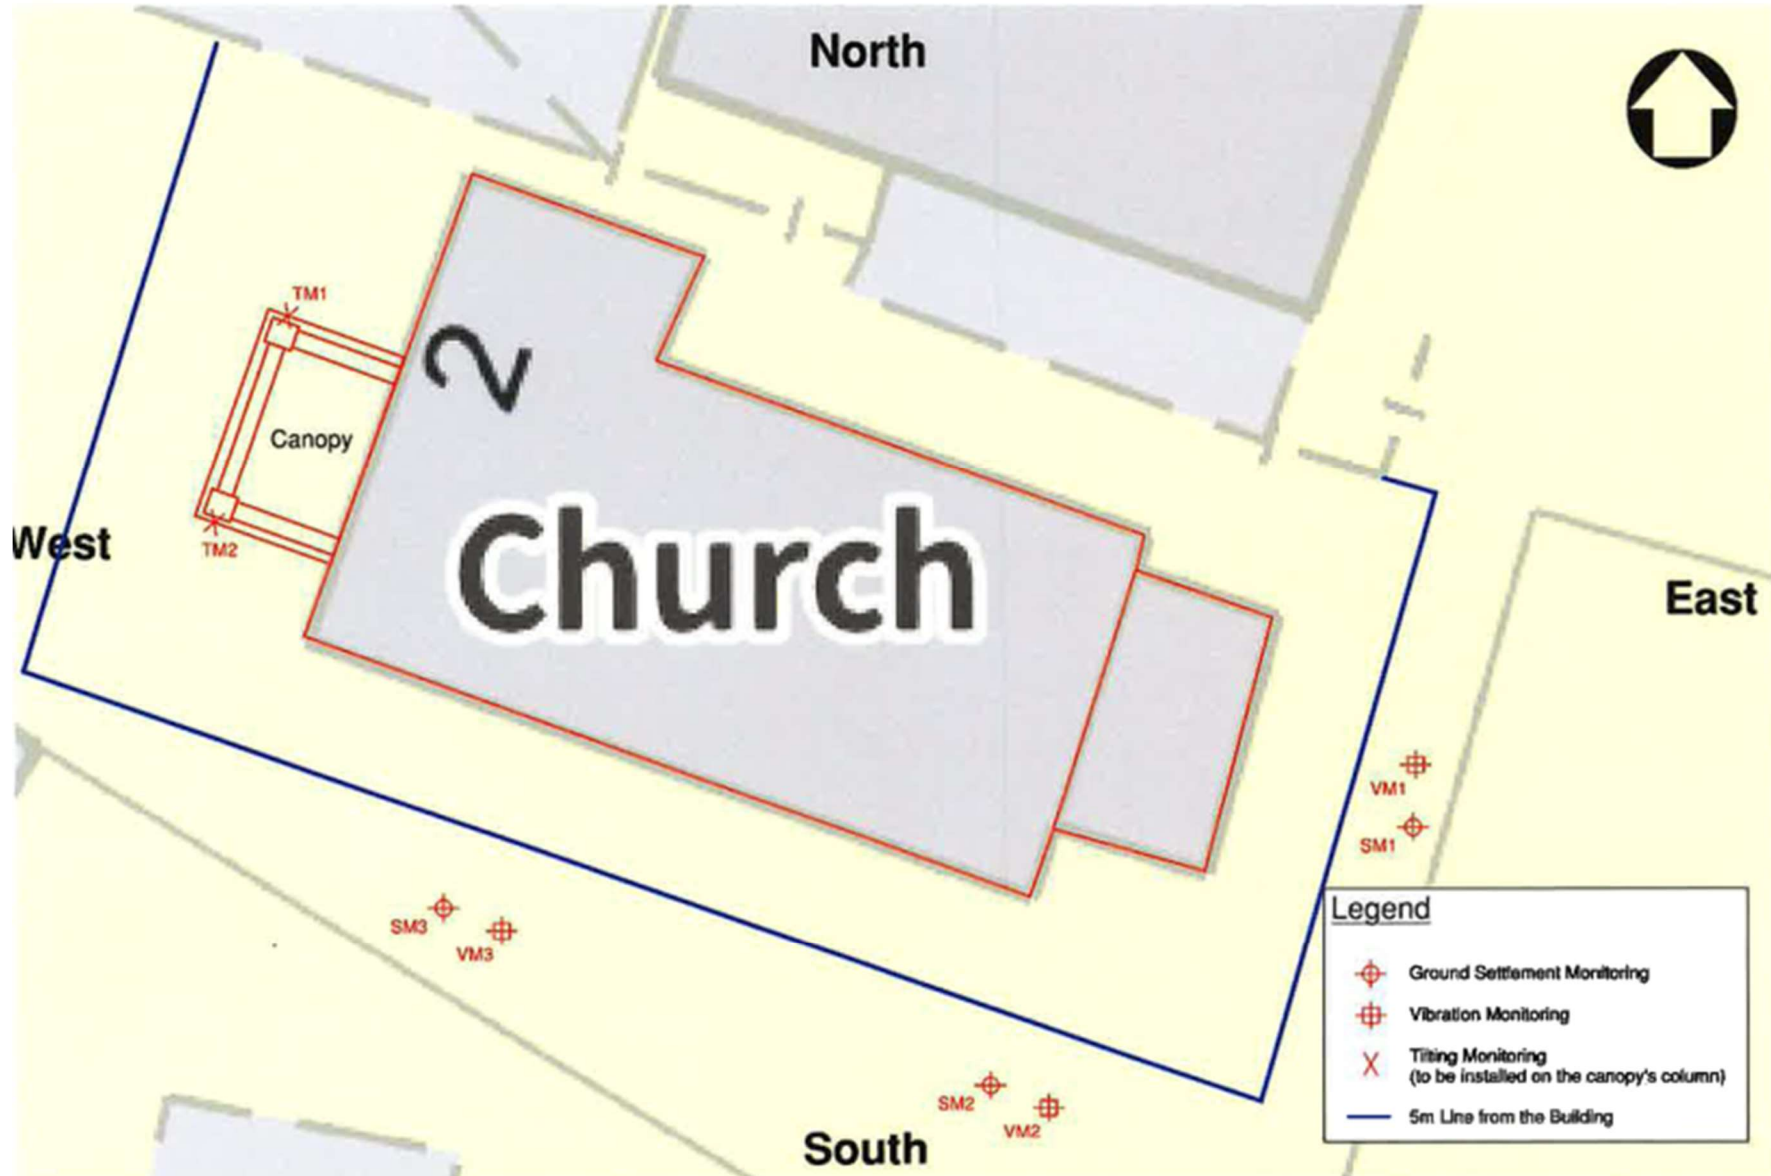 North
TM1
2
Canopy
Church
West
TM2
East
VM1
SM1
SM3
VM3
SM2
VM2
South
Legend
Ground Settlement Monitoring
Vibration Monitoring
Tilting Monitoring
(to be installed on the canopy's column)
5m Line from the Building